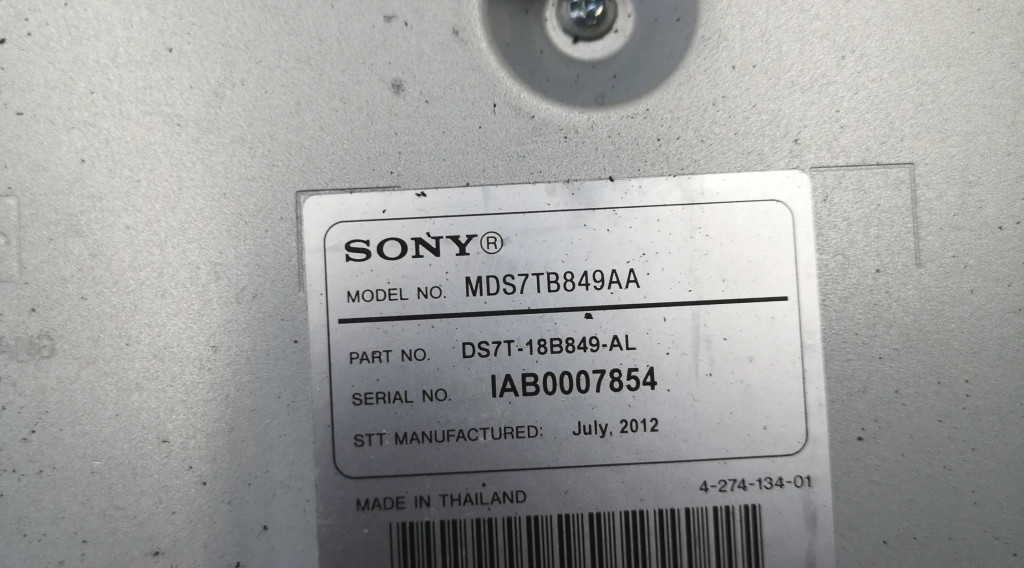 SONY®
MODEL NO. MDS7TB849AA
PART NO. DS7T-18B849-AL
SERIAL NO. IAB0007854
STT MANUFACTURED: July, 2012
MADE IN THAILAND 4-274-134-01